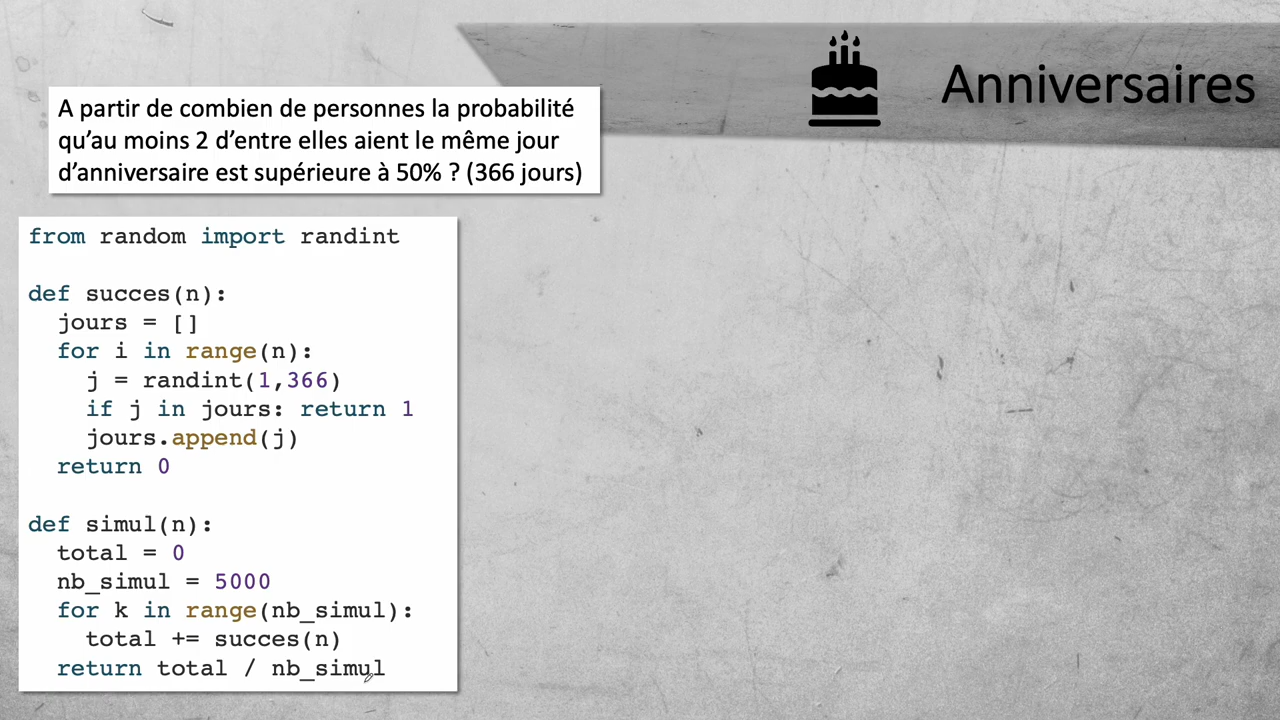 Anniversaires
A partir de combien de personnes la probabilité
qu’au moins 2 d’entre elles aient le même jour
d’anniversaire est supérieure à 50% ? (366 jours)
from random import randint
def succes(n):
  jours = []
  for i in range(n):
    j = randint(1,366)
    if j in jours: return 1
    jours.append(j)
  return 0
def simul(n):
  total = 0
  nb_simul = 5000
  for k in range(nb_simul):
    total += succes(n)
  return total / nb_simul